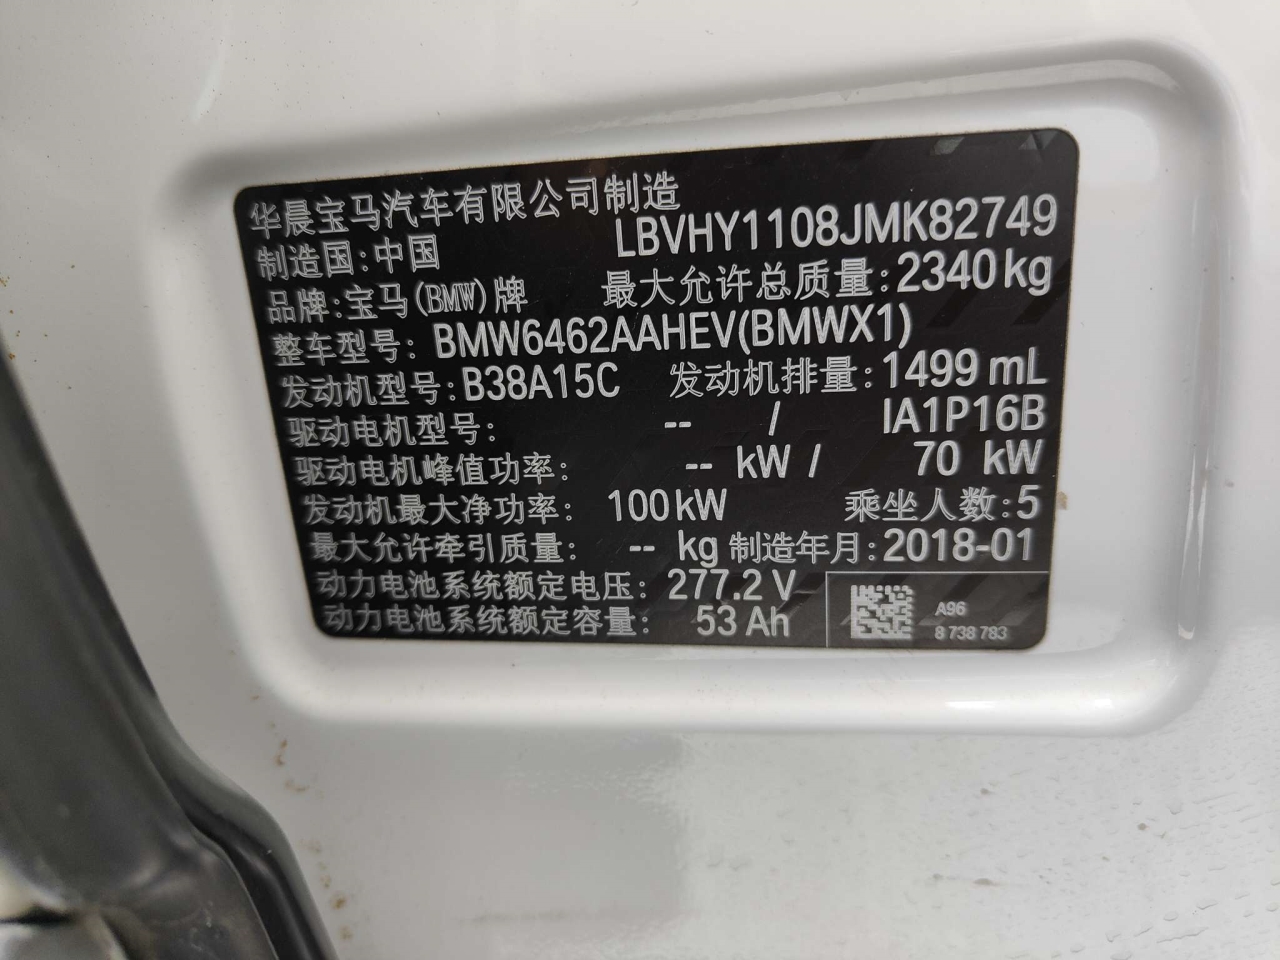 华晨宝马汽车有限公司制造
制造国:中国 LBVHY1108JMK82749
品牌:宝马(BMW)牌 最大允许总质量:2340kg
整车型号: BMW6462AAHEV(BMWX1)
发动机型号:B38A15C 发动机排量:1499 mL
驱动电机型号: -- / IA1P16B
驱动电机峰值功率: -- kW / 70 kW
发动机最大净功率: 100kW 乘坐人数:5
最大允许牵引质量: -- kg 制造年月:2018-01
动力电池系统额定电压: 277.2 V
动力电池系统额定容量: 53 Ah
A96
8 738 783